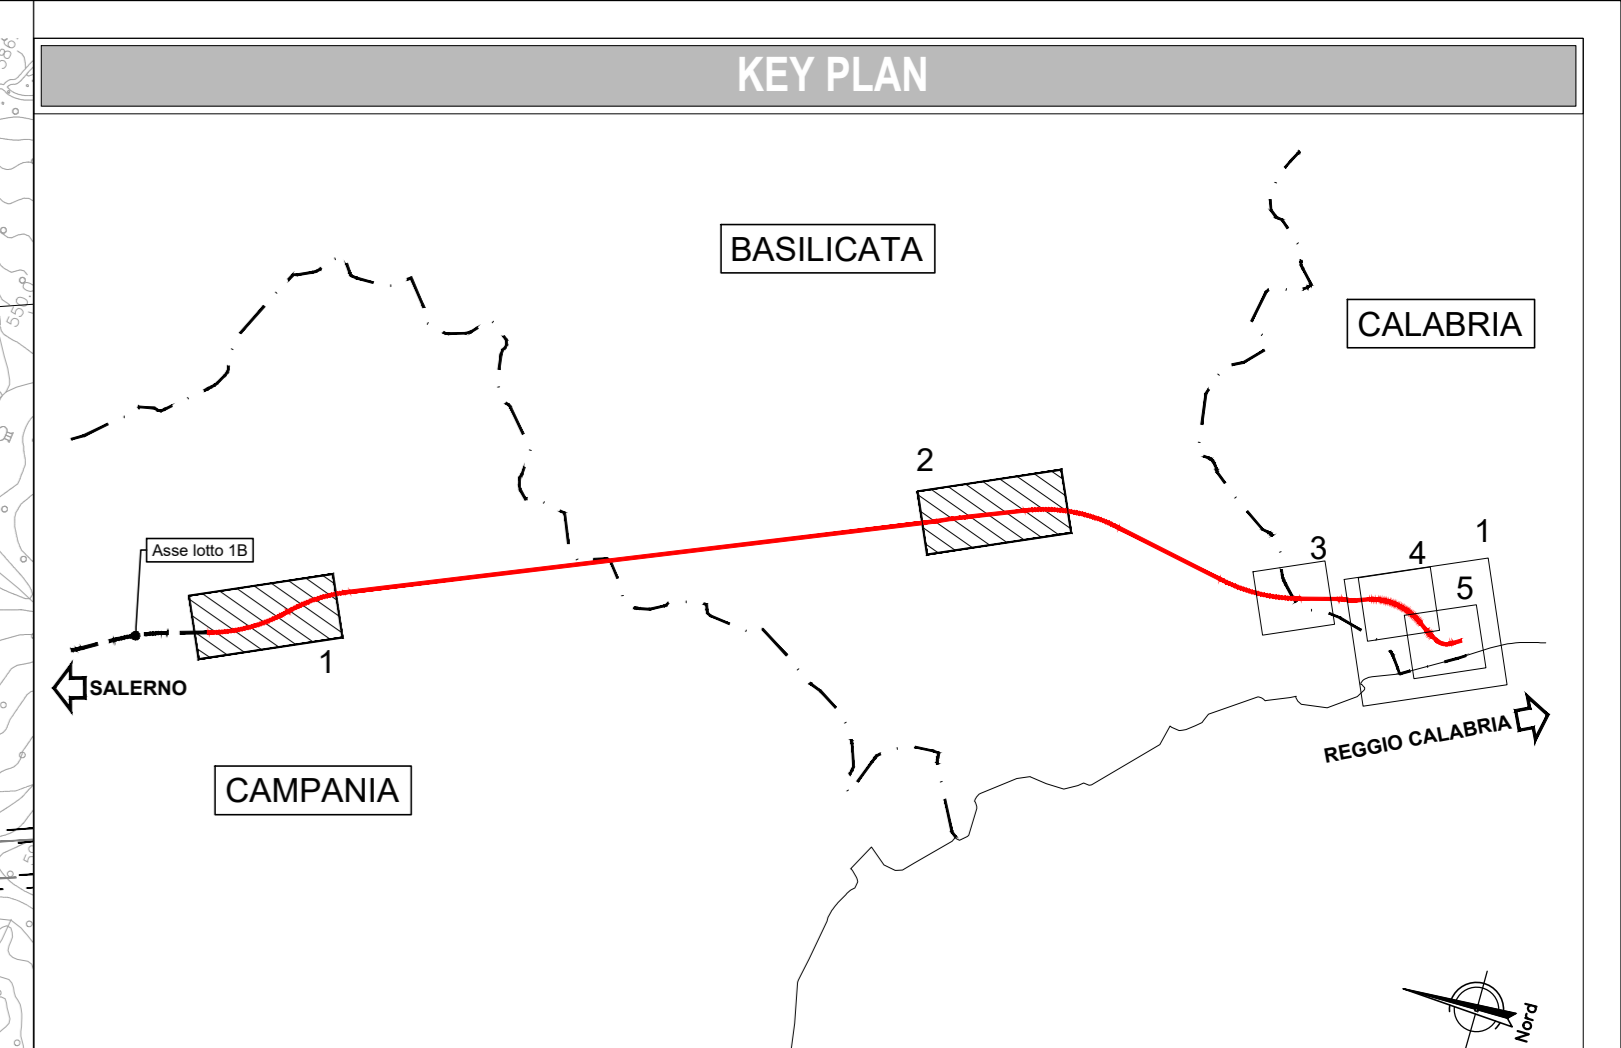 KEY PLAN
BASILICATA
CALABRIA
2
1
3
4
5
Asse lotto 1B
1
SALERNO
REGGIO CALABRIA
CAMPANIA
Nord